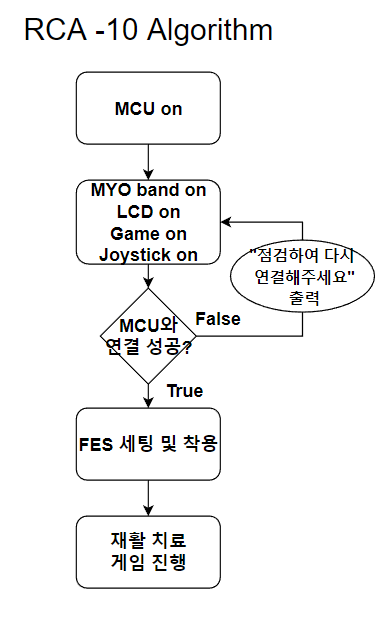 RCA -10 Algorithm
MCU on
MYO band on
LCD on
Game on
Joystick on
"점검하여 다시
연결해주세요"
출력
MCU와
연결 성공?
False
True
FES 세팅 및 착용
재활 치료
게임 진행